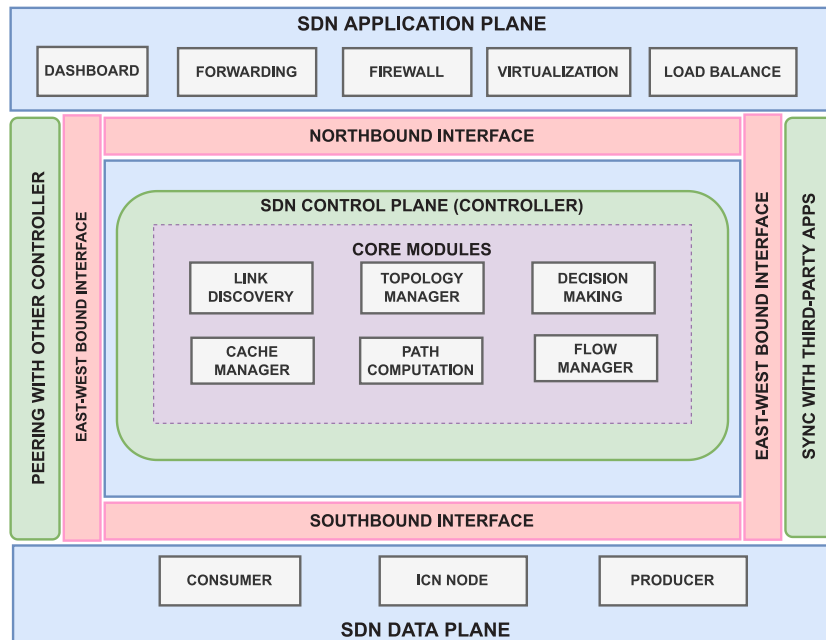 SDN APPLICATION PLANE
DASHBOARD
FORWARDING
FIREWALL
VIRTUALIZATION
LOAD BALANCE
PEERING WITH OTHER CONTROLLER
EAST-WEST BOUND INTERFACE
NORTHBOUND INTERFACE
SDN CONTROL PLANE (CONTROLLER)
CORE MODULES
LINK
DISCOVERY
TOPOLOGY
MANAGER
DECISION
MAKING
CACHE
MANAGER
PATH
COMPUTATION
FLOW
MANAGER
SOUTHBOUND INTERFACE
EAST-WEST BOUND INTERFACE
SYNC WITH THIRD-PARTY APPS
CONSUMER
ICN NODE
PRODUCER
SDN DATA PLANE